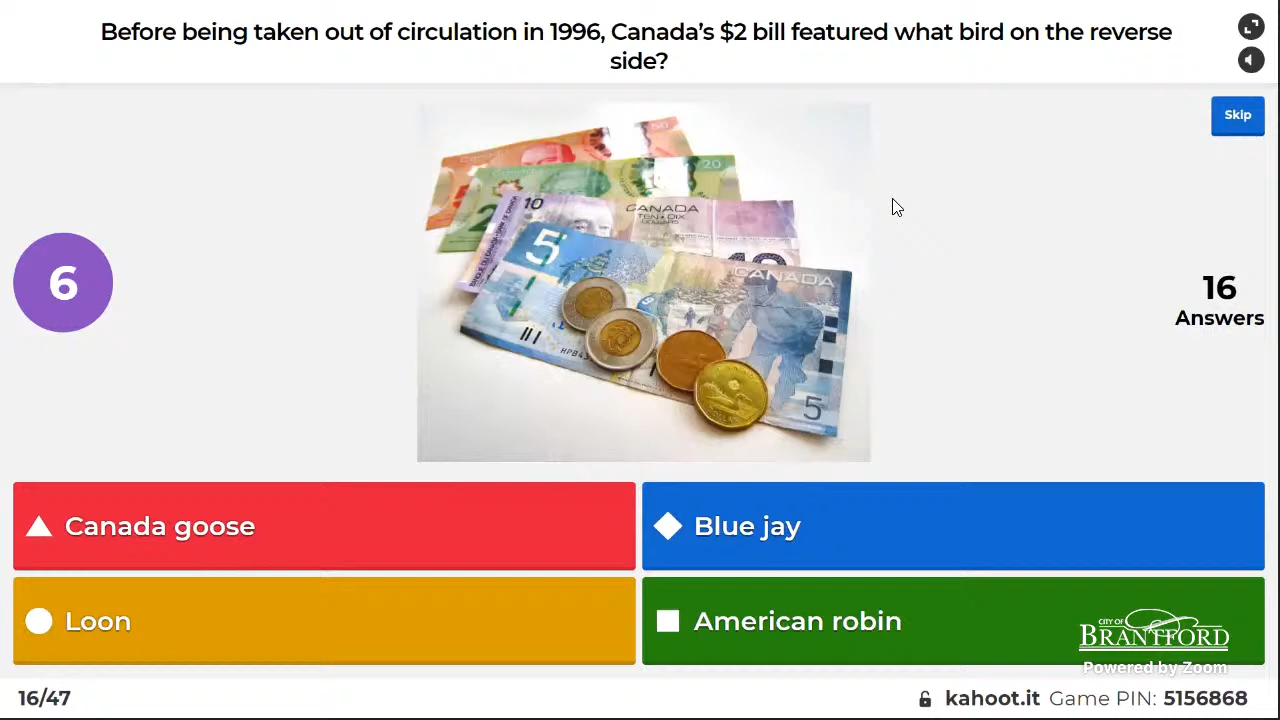 Before being taken out of circulation in 1996, Canada's $2 bill featured what bird on the reverse
side?
Skip
50
20
10
CANADA
TEN • DIX
DOLLARS
5
CANADA
5
6
16
Answers
Canada goose
Blue jay
Loon
American robin
CITY OF
BRANTFORD
Powered by Zoom
16/47
kahoot.it Game PIN: 5156868